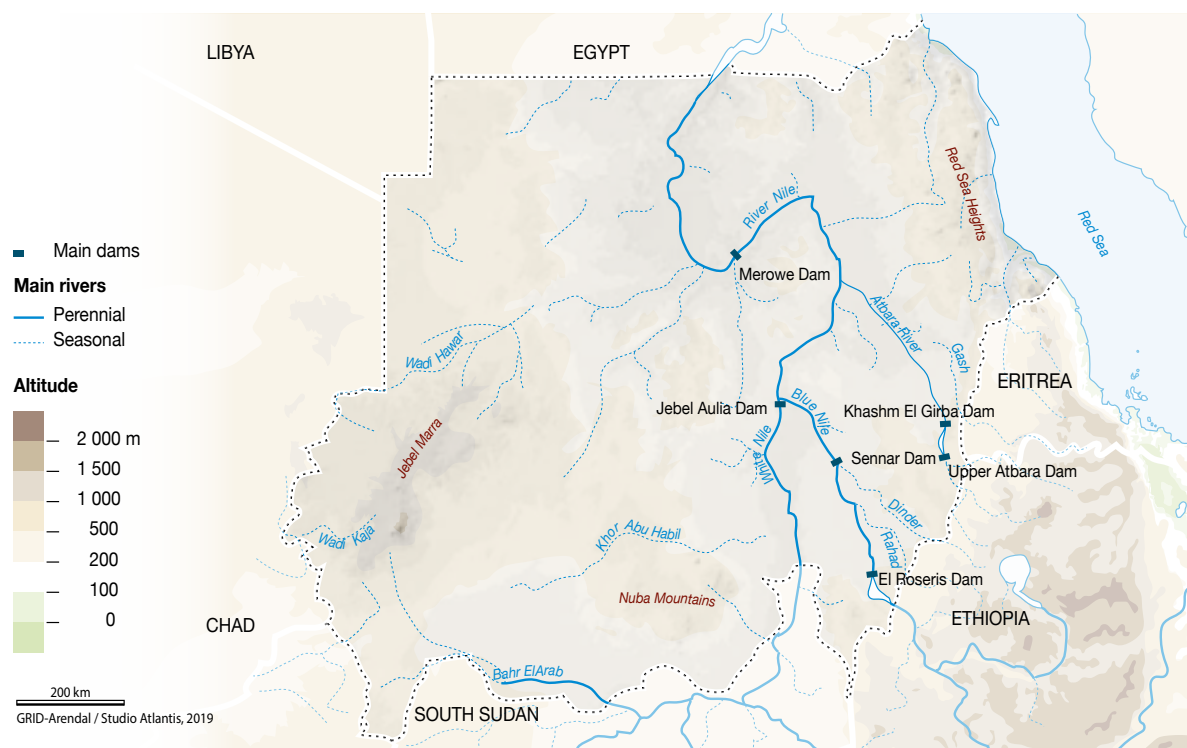 LIBYA
EGYPT
Red Sea Heights
Red Sea
River Nile
Main dams
Main rivers
Perennial
Seasonal
Merowe Dam
Atbara River
Gash
Wadi Hawar
ERITREA
Altitude
2 000 m
1 500
1 000
500
200
100
0
Jebel Aulia Dam
Blue Nile
Khashm El Girba Dam
White Nile
Jebel Marra
Sennar Dam
Upper Atbara Dam
Dinder
Wadi Kaja
Khor Abu Habil
Rahad
El Roseris Dam
Nuba Mountains
CHAD
ETHIOPIA
Bahr ElArab
SOUTH SUDAN
200 km
GRID-Arendal / Studio Atlantis, 2019